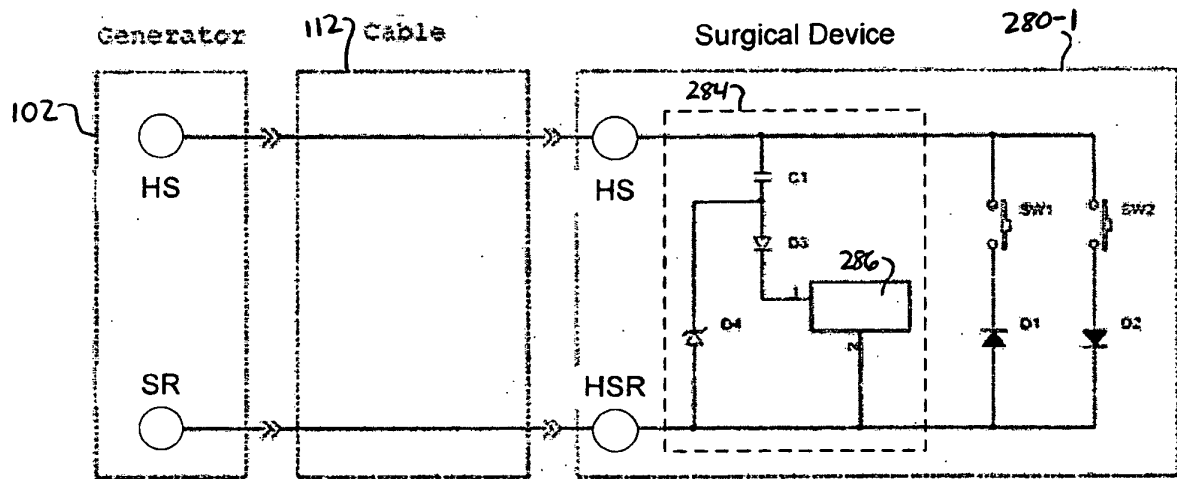 Generator
112
Cable
Surgical Device
280-1
102
284
HS
HS
C1
SW1
SW2
D3
286
1
D4
D1
D2
2
SR
HSR